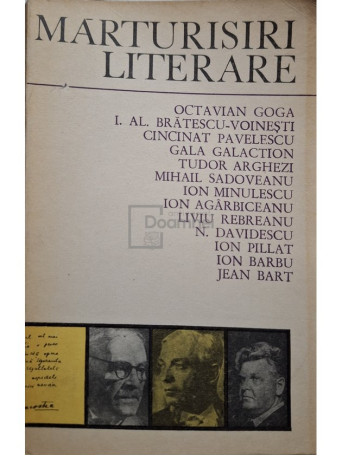 MĂRTURISIRI
LITERARE
OCTAVIAN GOGA
I. AL. BRĂTESCU-VOINEȘTI
CINCINAT PAVELESCU
GALA GALACTION
TUDOR ARGHEZI
MIHAIL SADOVEANU
ION MINULESCU
ION AGÂRBICEANU
LIVIU REBREANU
N. DAVIDESCU
ION PILLAT
ION BARBU
JEAN BART